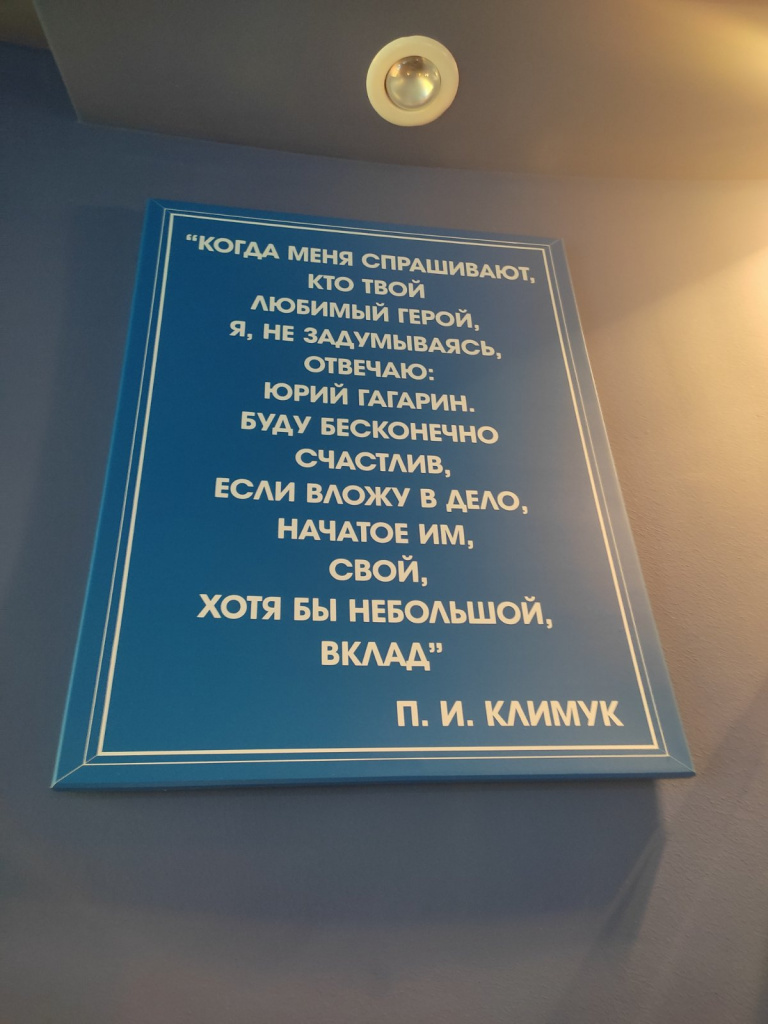 “КОГДА МЕНЯ СПРАШИВАЮТ,
КТО ТВОЙ
ЛЮБИМЫЙ ГЕРОЙ,
Я, НЕ ЗАДУМЫВАЯСЬ,
ОТВЕЧАЮ:
ЮРИЙ ГАГАРИН.
БУДУ БЕСКОНЕЧНО
СЧАСТЛИВ,
ЕСЛИ ВЛОЖУ В ДЕЛО,
НАЧАТОЕ ИМ,
СВОЙ,
ХОТЯ БЫ НЕБОЛЬШОЙ,
ВКЛАД”
П. И. КЛИМУК